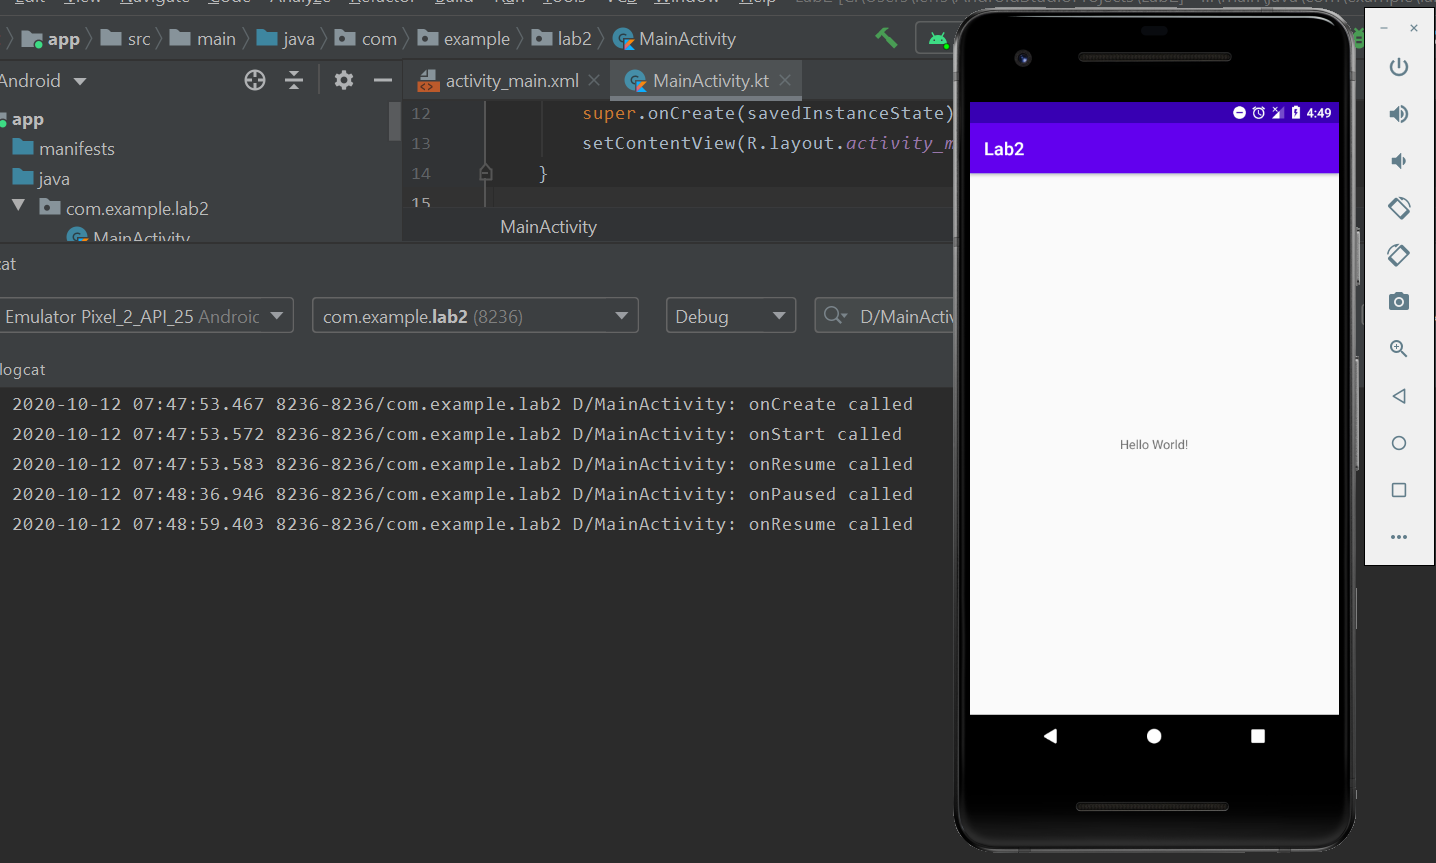 app src main java com example lab2 MainActivity
Android
activity_main.xml MainActivity.kt
app
manifests
java
com.example.lab2
MainActivity
12 super.onCreate(savedInstanceState)
13 setContentView(R.layout.activity_m
14 }
15
MainActivity
cat
Emulator Pixel_2_API_25 Androic com.example.lab2 (8236) Debug D/MainActiv
logcat
2020-10-12 07:47:53.467 8236-8236/com.example.lab2 D/MainActivity: onCreate called
2020-10-12 07:47:53.572 8236-8236/com.example.lab2 D/MainActivity: onStart called
2020-10-12 07:47:53.583 8236-8236/com.example.lab2 D/MainActivity: onResume called
2020-10-12 07:48:36.946 8236-8236/com.example.lab2 D/MainActivity: onPaused called
2020-10-12 07:48:59.403 8236-8236/com.example.lab2 D/MainActivity: onResume called
4:49
Lab2
Hello World!